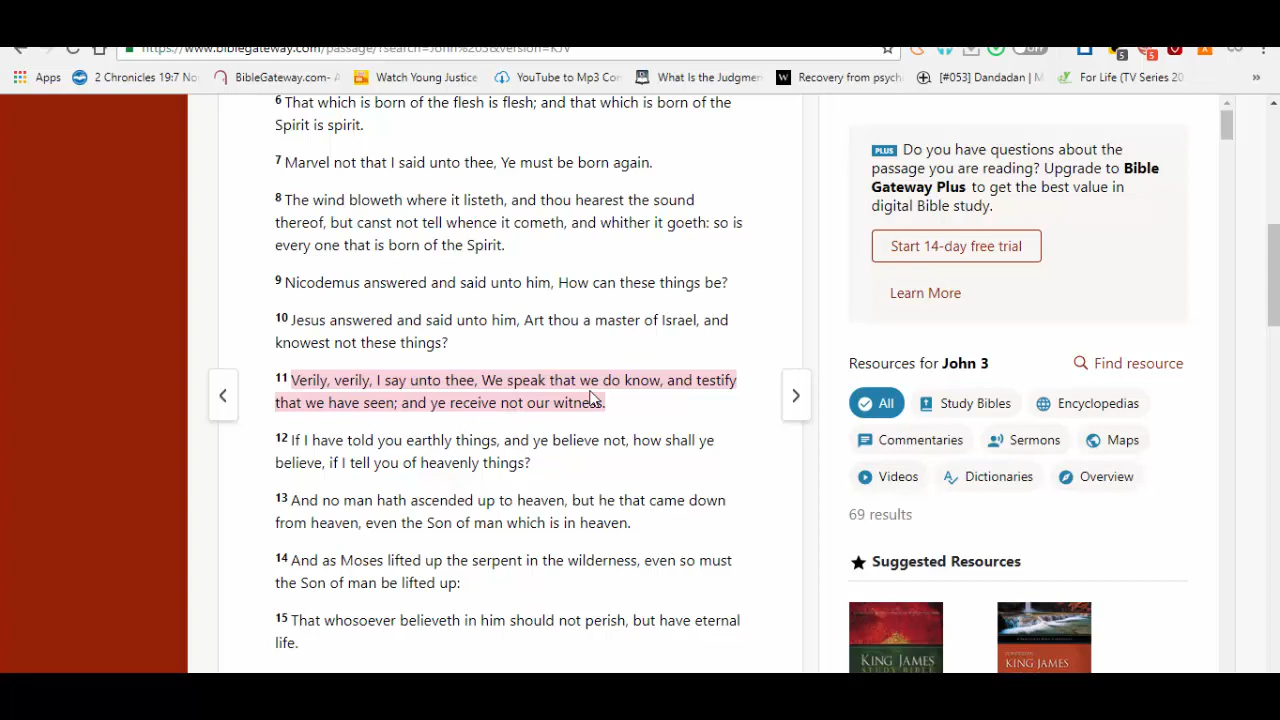 https://www.biblegateway.com/passage/?search=John%203&version=KJV
5
5
Apps
2 Chronicles 19:7 No
BibleGateway.com- A
Watch Young Justice
YouTube to Mp3 Con
What Is the Judgmen
Recovery from psych
[#053] Dandadan | M
For Life (TV Series 20
»
6 That which is born of the flesh is flesh; and that which is born of the
Spirit is spirit.
7 Marvel not that I said unto thee, Ye must be born again.
8 The wind bloweth where it listeth, and thou hearest the sound
thereof, but canst not tell whence it cometh, and whither it goeth: so is
every one that is born of the Spirit.
9 Nicodemus answered and said unto him, How can these things be?
10 Jesus answered and said unto him, Art thou a master of Israel, and
knowest not these things?
11 Verily, verily, I say unto thee, We speak that we do know, and testify
that we have seen; and ye receive not our witness.
12 If I have told you earthly things, and ye believe not, how shall ye
believe, if I tell you of heavenly things?
13 And no man hath ascended up to heaven, but he that came down
from heaven, even the Son of man which is in heaven.
14 And as Moses lifted up the serpent in the wilderness, even so must
the Son of man be lifted up:
15 That whosoever believeth in him should not perish, but have eternal
life.
PLUS Do you have questions about the
passage you are reading? Upgrade to Bible
Gateway Plus to get the best value in
digital Bible study.
Start 14-day free trial
Learn More
Resources for John 3
Find resource
All
Study Bibles
Encyclopedias
Commentaries
Sermons
Maps
Videos
Dictionaries
Overview
69 results
Suggested Resources
KING JAMES
STUDY BIBLE
KING JAMES